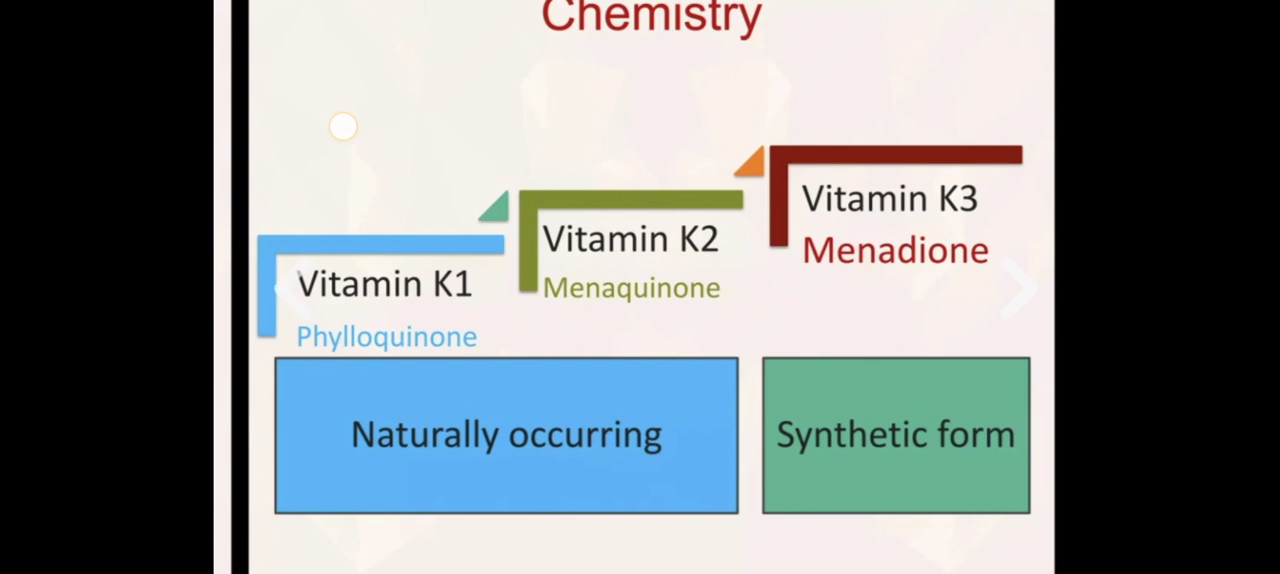 Chemistry
Vitamin K3
Menadione
Vitamin K2
Menaquinone
Vitamin K1
Phylloquinone
Naturally occurring
Synthetic form